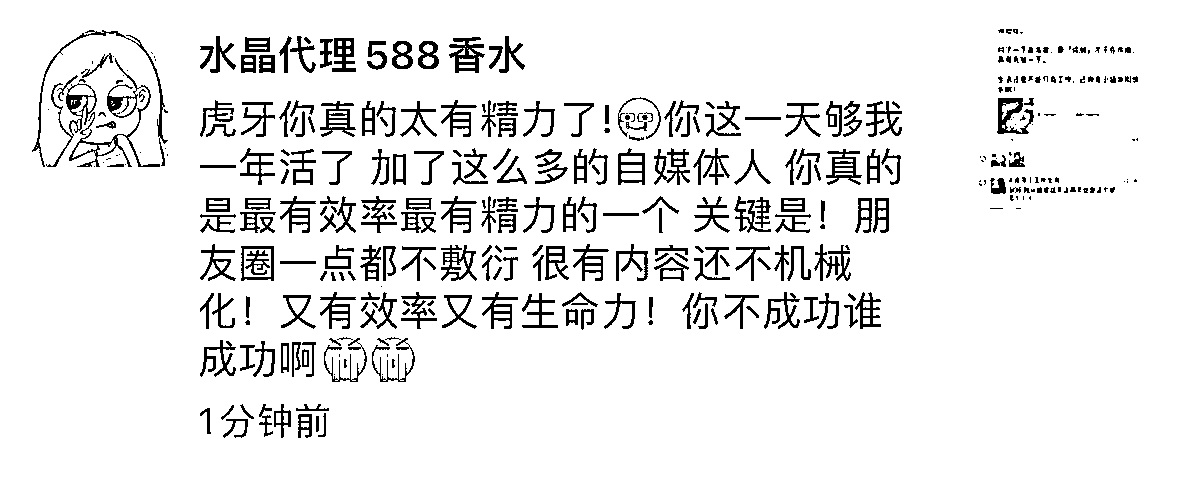 水晶代理 588 香水
虎牙你真的太有精力了!你这一天够我
一年活了 加了这么多的自媒体人 你真的
是最有效率最有精力的一个 关键是！朋
友圈一点都不敷衍 很有内容还不机械
化！又有效率又有生命力！你不成功谁
成功啊
1分钟前